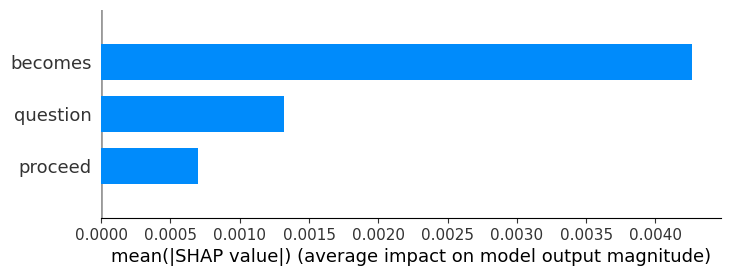 becomes
question
proceed
0.0000 0.0005 0.0010 0.0015 0.0020 0.0025 0.0030 0.0035 0.0040
mean(|SHAP value|) (average impact on model output magnitude)